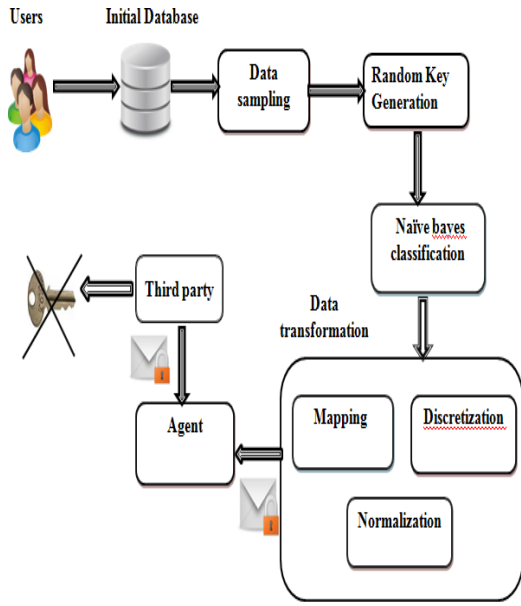 Users
Initial Database
Data
sampling
Random Key
Generation
Naïve bayes
classification
Third party
Data
transformation
Agent
Mapping
Discretization
Normalization